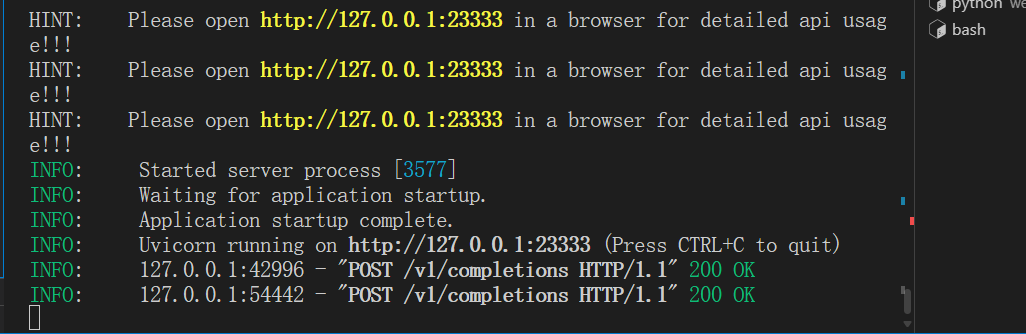 HINT:    Please open http://127.0.0.1:23333 in a browser for detailed api usag
e!!!
HINT:    Please open http://127.0.0.1:23333 in a browser for detailed api usag
e!!!
HINT:    Please open http://127.0.0.1:23333 in a browser for detailed api usag
e!!!
INFO:     Started server process [3577]
INFO:     Waiting for application startup.
INFO:     Application startup complete.
INFO:     Uvicorn running on http://127.0.0.1:23333 (Press CTRL+C to quit)
INFO:     127.0.0.1:42996 - "POST /v1/completions HTTP/1.1" 200 OK
INFO:     127.0.0.1:54442 - "POST /v1/completions HTTP/1.1" 200 OK
python we
bash